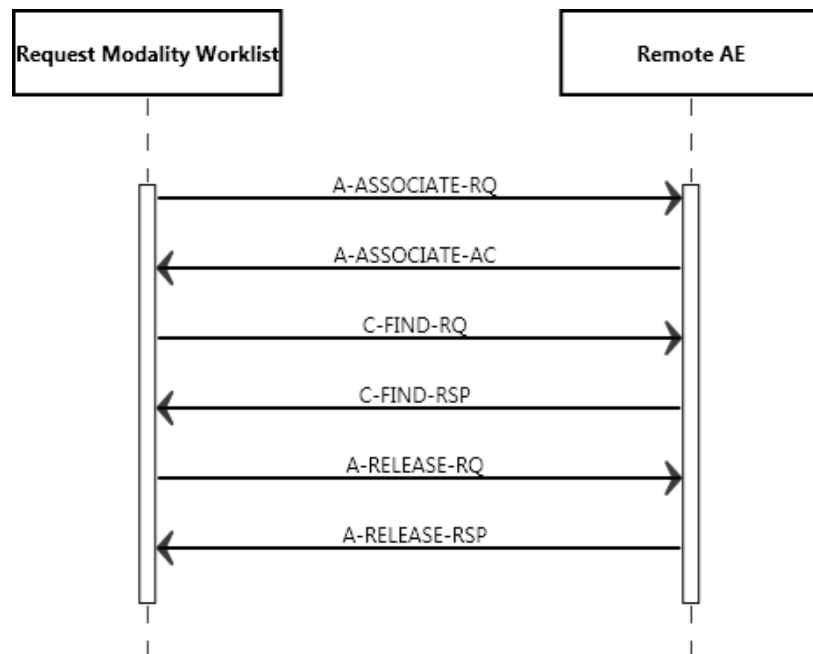 Request Modality Worklist
Remote AE
A-ASSOCIATE-RQ
A-ASSOCIATE-AC
C-FIND-RQ
C-FIND-RSP
A-RELEASE-RQ
A-RELEASE-RSP